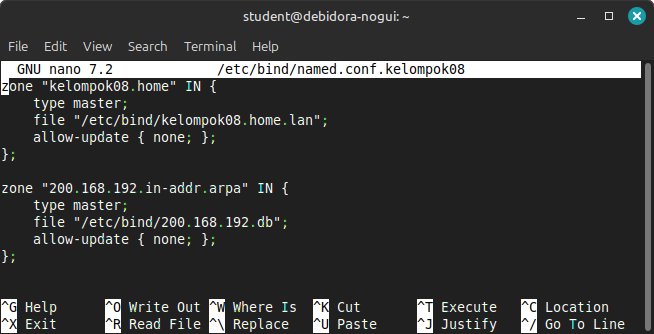 student@debidora-nogui: ~
File Edit View Search Terminal Help
GNU nano 7.2 /etc/bind/named.conf.kelompok08
zone "kelompok08.home" IN {
    type master;
    file "/etc/bind/kelompok08.home.lan";
    allow-update { none; };
};

zone "200.168.192.in-addr.arpa" IN {
    type master;
    file "/etc/bind/200.168.192.db";
    allow-update { none; };
};

^G Help ^O Write Out ^W Where Is ^K Cut ^T Execute ^C Location
^X Exit ^R Read File ^\ Replace ^U Paste ^J Justify ^/ Go To Line